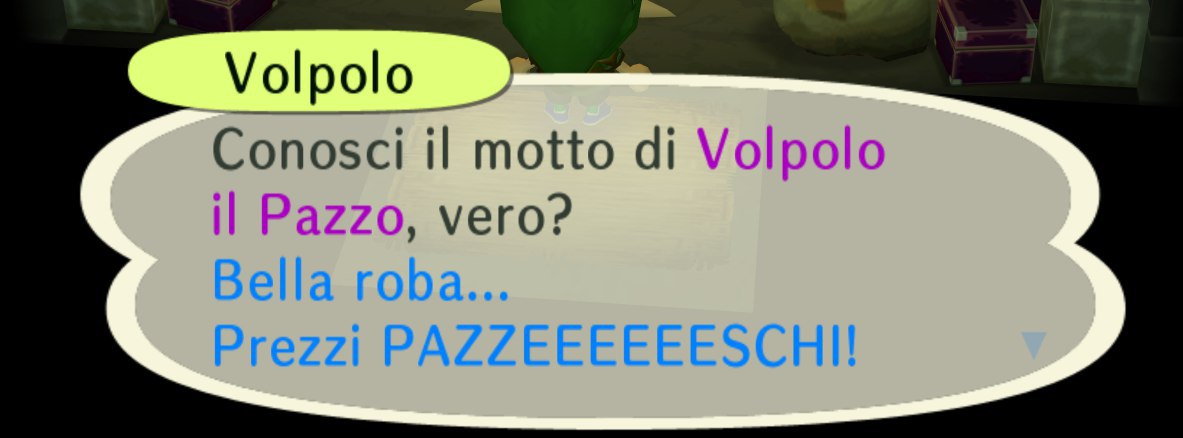 Volpolo
Conosci il motto di Volpolo
il Pazzo, vero?
Bella roba...
Prezzi PAZZEEEEEEESCHI!